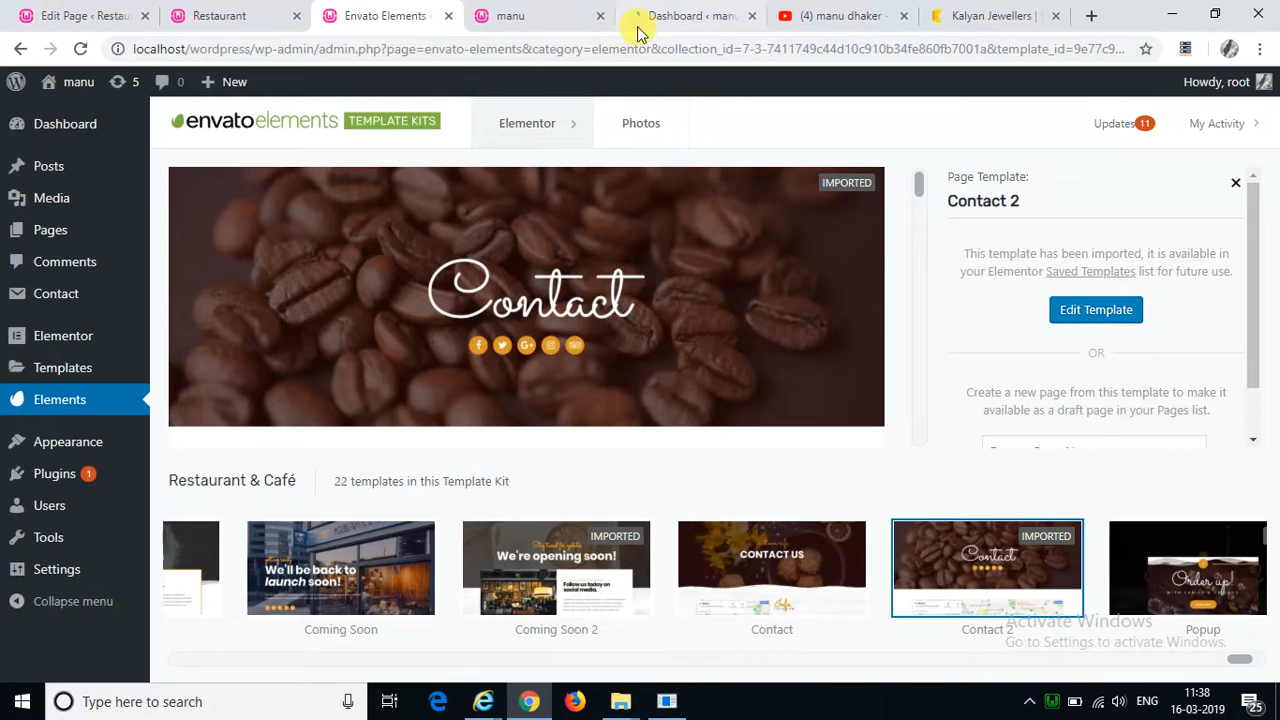 Edit Page ‹ Restau
Restaurant
Envato Elements ‹
manu
Dashboard ‹ manu
(4) manu dhaker -
Kalyan Jewellers |
localhost/wordpress/wp-admin/admin.php?page=envato-elements&category=elementor&collection_id=7-3-7411749c44d10c910b34fe860fb7001a&template_id=9e77c9...
manu
5
0
New
Howdy, root
Dashboard
Posts
Media
Pages
Comments
Contact
Elementor
Templates
Elements
Appearance
Plugins 1
Users
Tools
Settings
Collapse menu
envatoelements TEMPLATE KITS
Elementor
Photos
Updates 11
My Activity
IMPORTED
Contact
Page Template:
Contact 2
This template has been imported, it is available in
your Elementor Saved Templates list for future use.
Edit Template
OR
Create a new page from this template to make it
available as a draft page in your Pages list.
Restaurant & Café
22 templates in this Template Kit
We'll be back to
launch soon!
Coming Soon
IMPORTED
We're opening soon!
Follow us today on
social media.
Coming Soon 2
CONTACT US
Contact
IMPORTED
Contact
Contact 2
Order up!
Popup
Activate Windows
Go to Settings to activate Windows.
Type here to search
ENG
11:38
16-03-2019
25